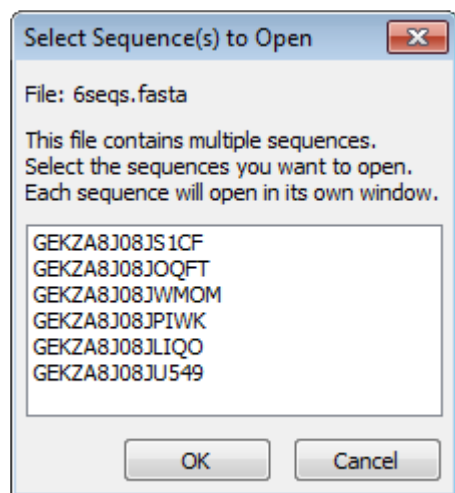 Select Sequence(s) to Open
File: 6seqs.fasta
This file contains multiple sequences.
Select the sequences you want to open.
Each sequence will open in its own window.
GEKZA8J08JS1CF
GEKZA8J08JOQFT
GEKZA8J08JWMOM
GEKZA8J08JPIWK
GEKZA8J08JLIQO
GEKZA8J08JU549
OK
Cancel